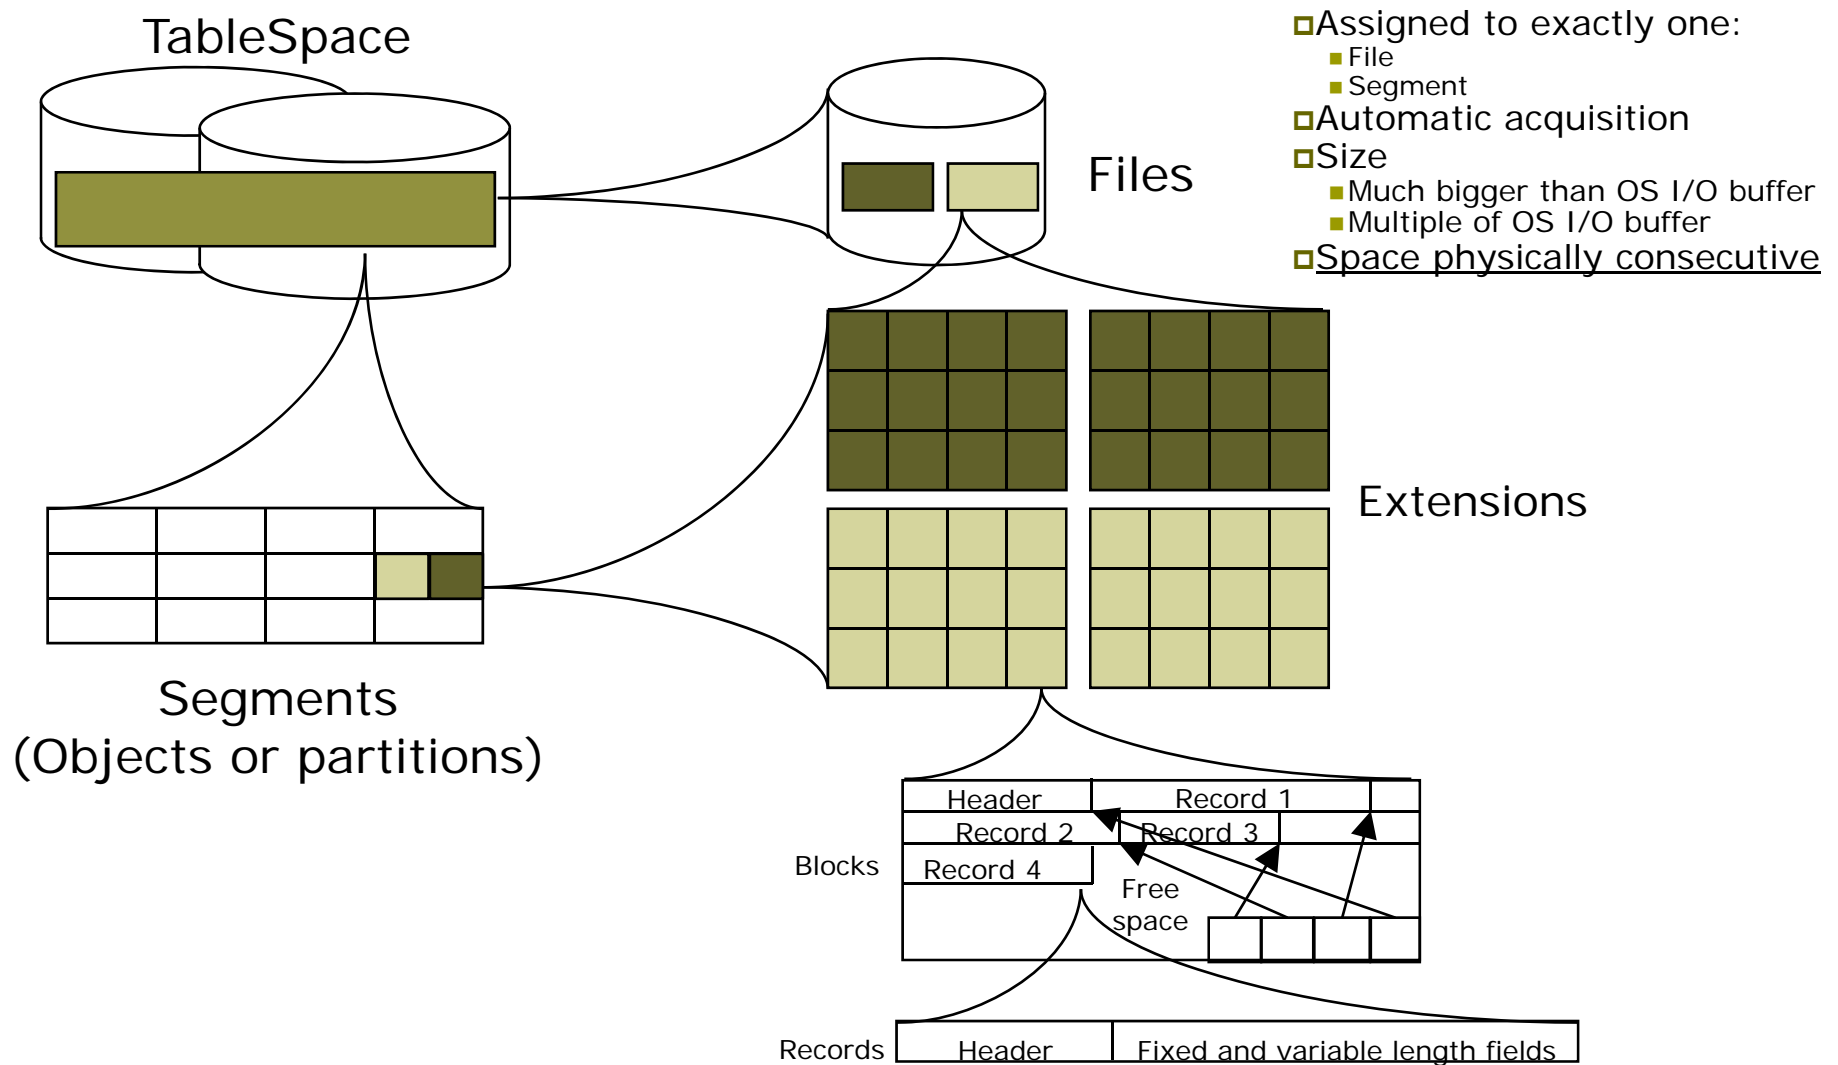 TableSpace
Assigned to exactly one:
File
Segment
Automatic acquisition
Size
Much bigger than OS I/O buffer
Multiple of OS I/O buffer
Space physically consecutive
Files
Extensions
Segments
(Objects or partitions)
Header
Record 1
Record 2
Record 3
Blocks
Record 4
Free
space
Records
Header
Fixed and variable length fields